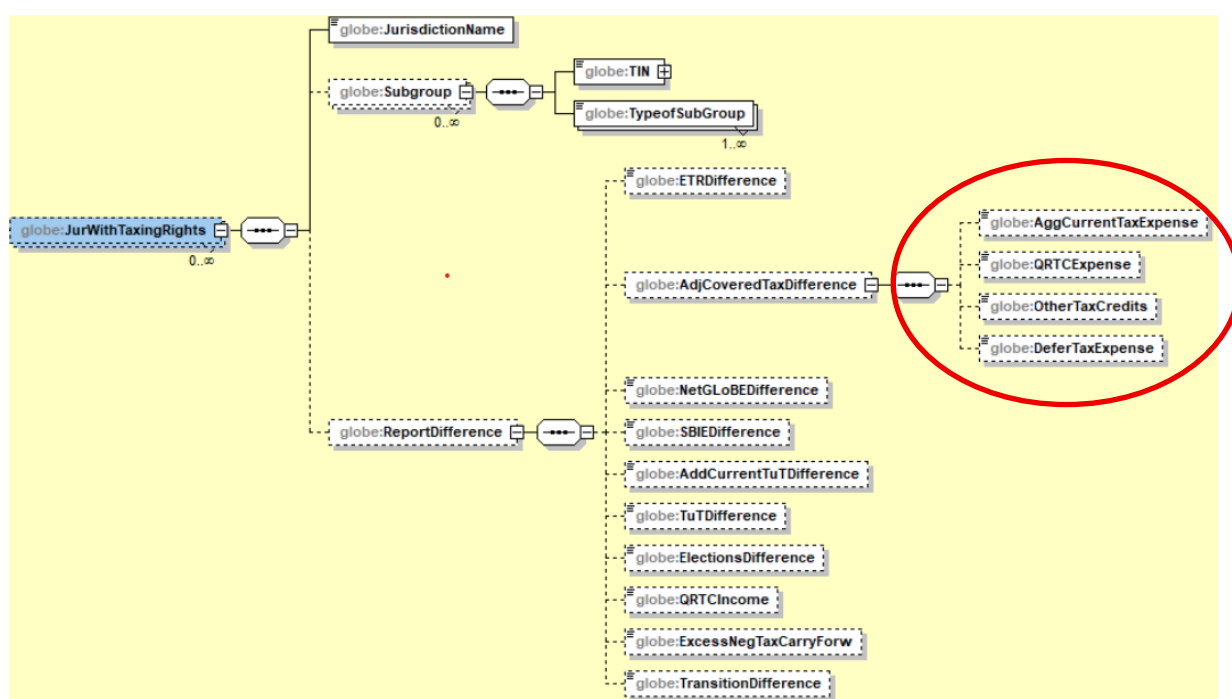 globe:JurisdictionName
globe:Subgroup
0..∞
globe:TIN
globe:TypeofSubGroup
1..∞
globe:JurWithTaxingRights
0..∞
globe:ReportDifference
globe:ETRDifference
globe:AdjCoveredTaxDifference
globe:AggCurrentTaxExpense
globe:QRTCExpense
globe:OtherTaxCredits
globe:DeferTaxExpense
globe:NetGLoBEDifference
globe:SBIEDifference
globe:AddCurrentTuTDifference
globe:TuTDifference
globe:ElectionsDifference
globe:QRTCIncome
globe:ExcessNegTaxCarryForw
globe:TransitionDifference